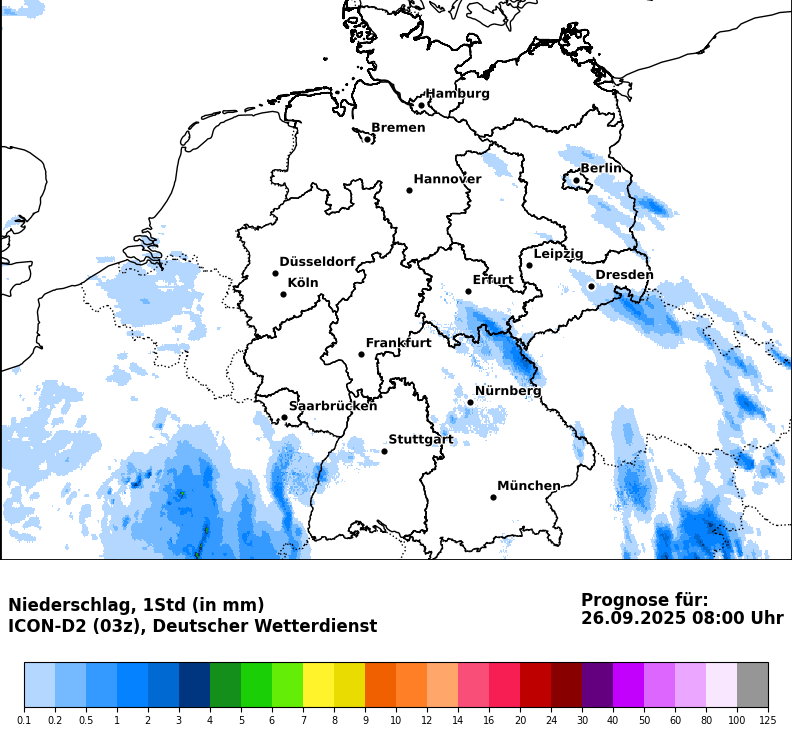 Hamburg
Bremen
Berlin
Hannover
Leipzig
Düsseldorf
Dresden
Köln
Erfurt
Frankfurt
Nürnberg
Saarbrücken
Stuttgart
München
Niederschlag, 1Std (in mm)
ICON-D2 (03z), Deutscher Wetterdienst
Prognose für:
26.09.2025 08:00 Uhr
0.1 0.2 0.5 1 2 3 4 5 6 7 8 9 10 12 14 16 20 24 30 40 50 60 80 100 125